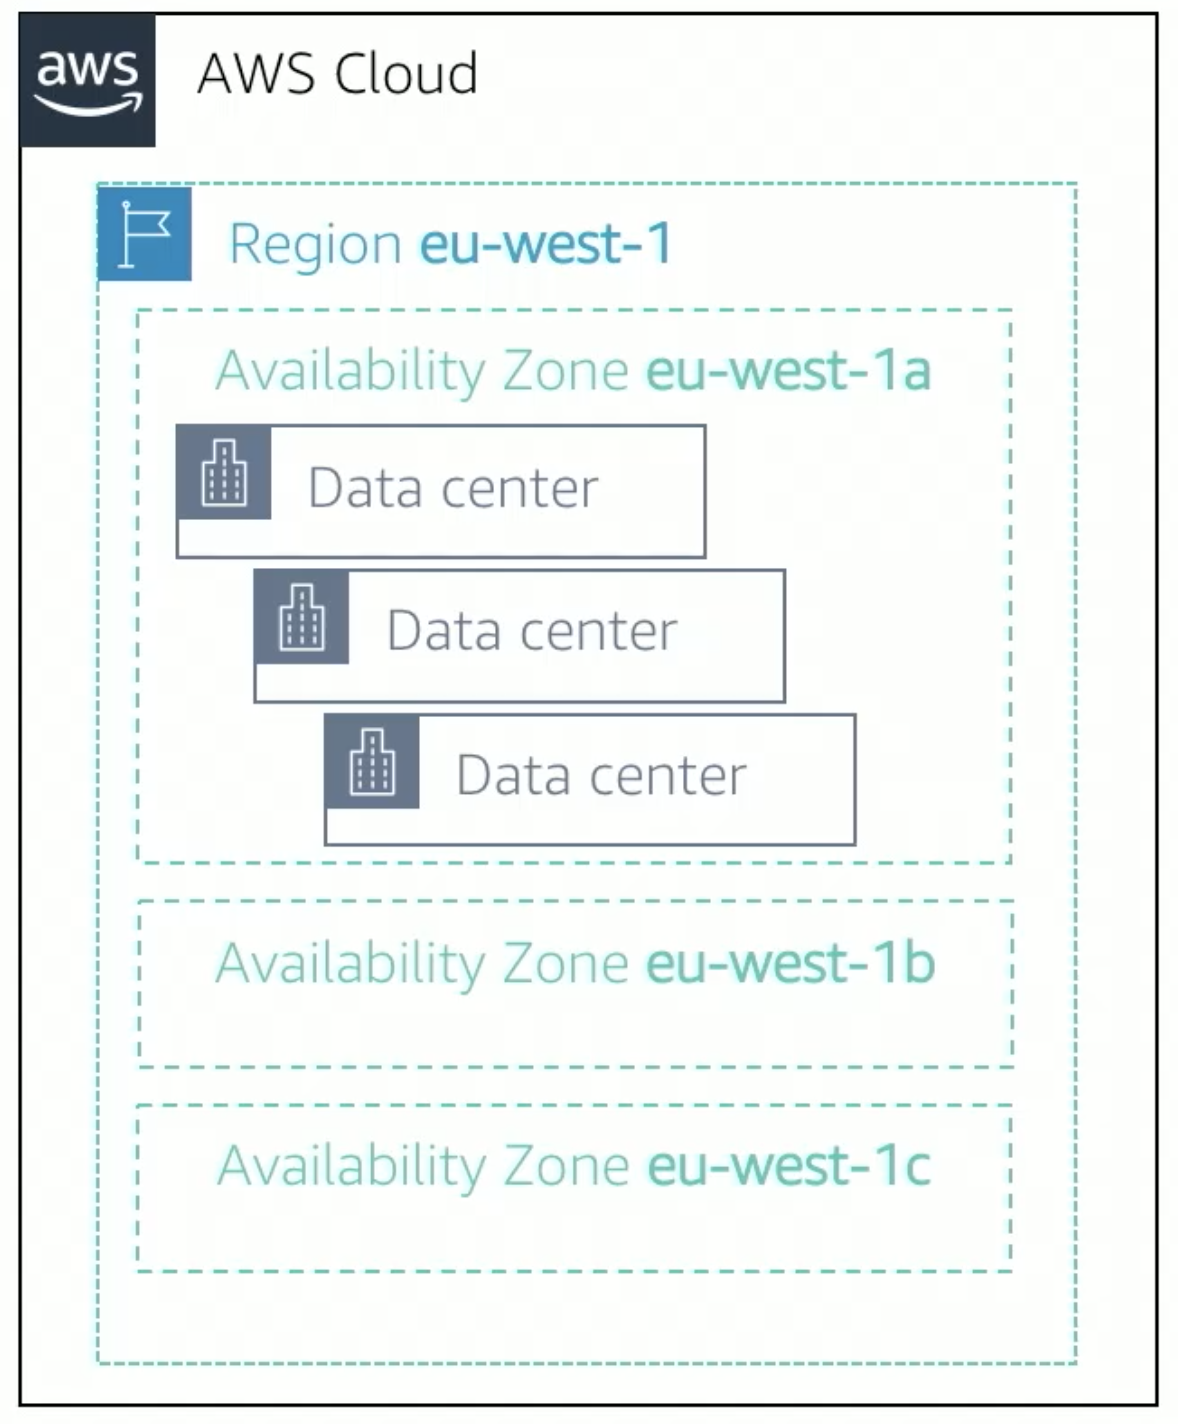 aws
AWS Cloud
Region eu-west-1
Availability Zone eu-west-1a
Data center
Data center
Data center
Availability Zone eu-west-1b
Availability Zone eu-west-1c